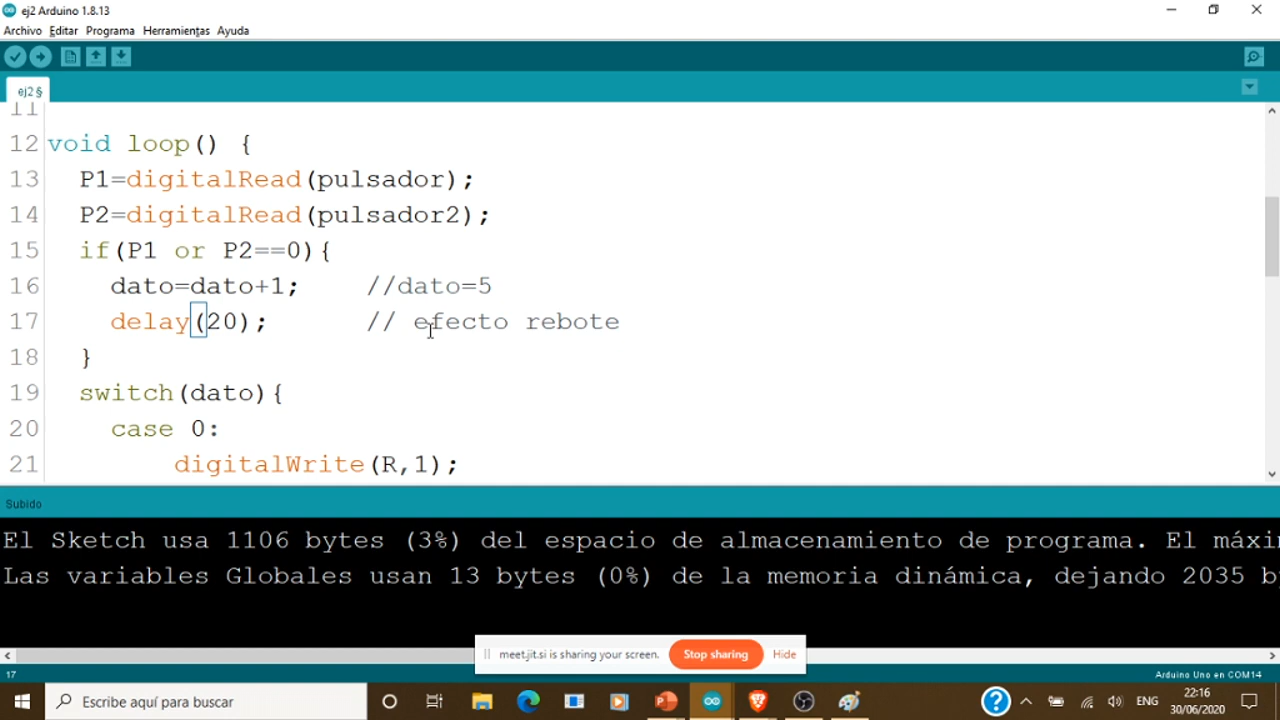 ej2 Arduino 1.8.13
Archivo Editar Programa Herramientas Ayuda
ej2 §
11
12 void loop() {
13 P1=digitalRead(pulsador);
14 P2=digitalRead(pulsador2);
15 if(P1 or P2==0){
16 dato=dato+1; //dato=5
17 delay(20); // efecto rebote
18 }
19 switch(dato){
20 case 0:
21 digitalWrite(R,1);
Subido
El Sketch usa 1106 bytes (3%) del espacio de almacenamiento de programa. El máxi
Las variables Globales usan 13 bytes (0%) de la memoria dinámica, dejando 2035 by
meet.jit.si is sharing your screen. Stop sharing Hide
17 Arduino Uno en COM14
Escribe aquí para buscar
ENG 22:16
30/06/2020